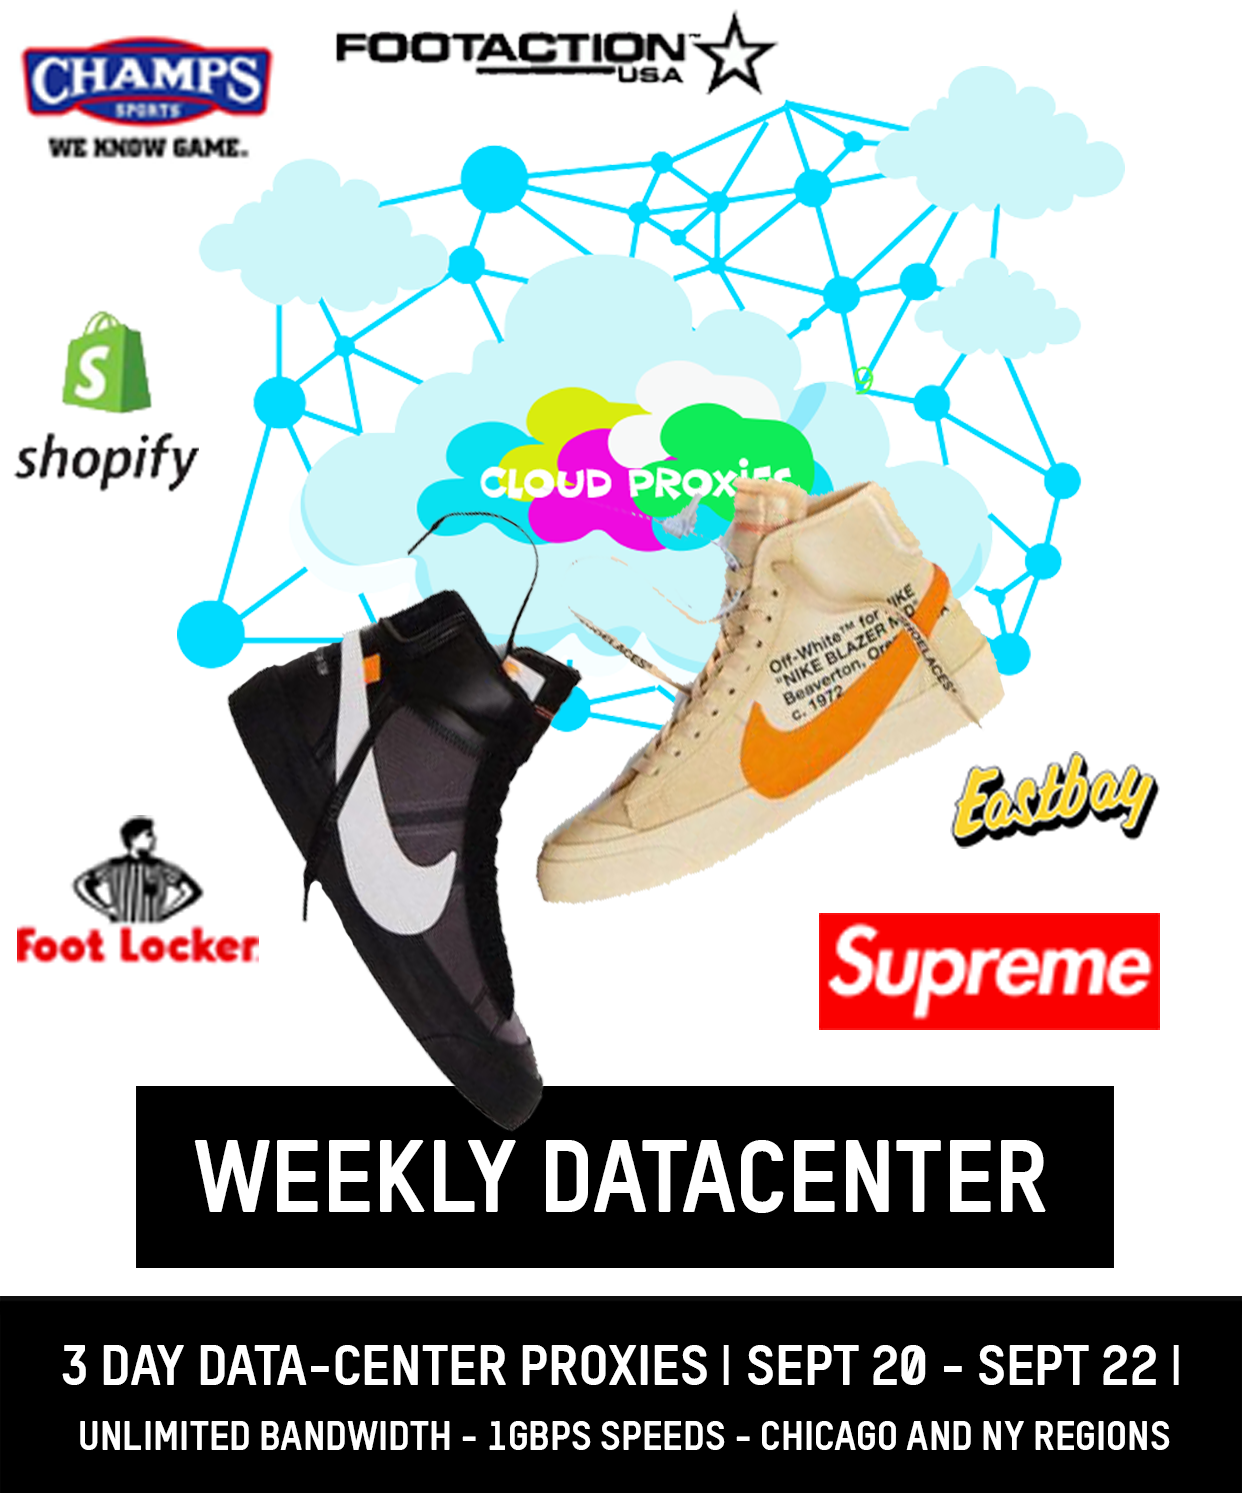 FOOTACTION™
USA
CHAMPS
SPORTS
WE KNOW GAME.
S
shopify
CLOUD PROXIES
Off-White™ for NIKE
"NIKE BLAZER MID"
Beaverton,
c. 1972
SHOELACES"
SHOELACES"
Eastbay
Foot Locker
Supreme
WEEKLY DATACENTER
3 DAY DATA-CENTER PROXIES | SEPT 20 - SEPT 22 |
UNLIMITED BANDWIDTH - 1GBPS SPEEDS - CHICAGO AND NY REGIONS